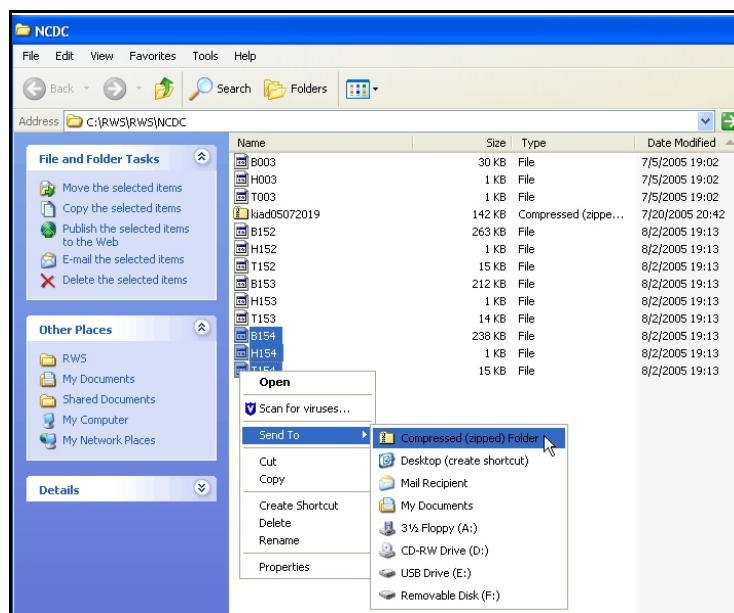 NCDC
File Edit View Favorites Tools Help
Back Search Folders
Address C:\RWS\RWS\NCDC
File and Folder Tasks
Move the selected items
Copy the selected items
Publish the selected items
to the Web
E-mail the selected items
Delete the selected items
Other Places
RWS
My Documents
Shared Documents
My Computer
My Network Places
Details
Name Size Type Date Modified
B003 30 KB File 7/5/2005 19:02
H003 1 KB File 7/5/2005 19:02
T003 1 KB File 7/5/2005 19:02
kiad05072019 142 KB Compressed (zippe... 7/20/2005 20:42
B152 263 KB File 8/2/2005 19:13
H152 1 KB File 8/2/2005 19:13
T152 15 KB File 8/2/2005 19:13
B153 212 KB File 8/2/2005 19:13
H153 1 KB File 8/2/2005 19:13
T153 14 KB File 8/2/2005 19:13
B154 238 KB File 8/2/2005 19:13
H154 1 KB File 8/2/2005 19:13
T154 15 KB File 8/2/2005 19:13
Open
Scan for viruses...
Send To
Cut
Copy
Create Shortcut
Delete
Rename
Properties
Compressed (zipped) Folder
Desktop (create shortcut)
Mail Recipient
My Documents
3½ Floppy (A:)
CD-RW Drive (D:)
USB Drive (E:)
Removable Disk (F:)